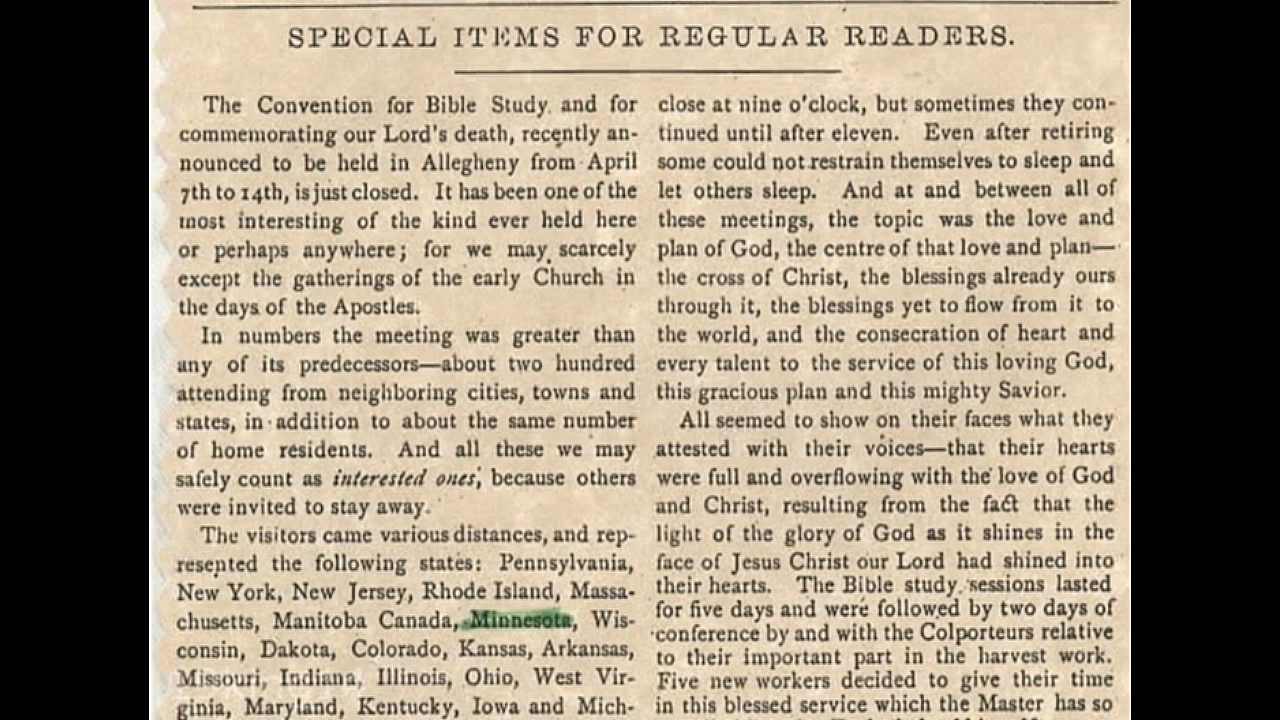 SPECIAL ITEMS FOR REGULAR READERS.
The Convention for Bible Study and for
commemorating our Lord's death, recently an-
nounced to be held in Allegheny from April
7th to 14th, is just closed. It has been one of the
most interesting of the kind ever held here
or perhaps anywhere; for we may scarcely
except the gatherings of the early Church in
the days of the Apostles.
In numbers the meeting was greater than
any of its predecessors—about two hundred
attending from neighboring cities, towns and
states, in addition to about the same number
of home residents. And all these we may
safely count as interested ones, because others
were invited to stay away.
The visitors came various distances, and rep-
resented the following states: Pennsylvania,
New York, New Jersey, Rhode Island, Massa-
chusetts, Manitoba Canada, Minnesota, Wis-
consin, Dakota, Colorado, Kansas, Arkansas,
Missouri, Indiana, Illinois, Ohio, West Vir-
ginia, Maryland, Kentucky, Iowa and Mich-
close at nine o'clock, but sometimes they con-
tinued until after eleven. Even after retiring
some could not restrain themselves to sleep and
let others sleep. And at and between all of
these meetings, the topic was the love and
plan of God, the centre of that love and plan—
the cross of Christ, the blessings already ours
through it, the blessings yet to flow from it to
the world, and the consecration of heart and
every talent to the service of this loving God,
this gracious plan and this mighty Savior.
All seemed to show on their faces what they
attested with their voices—that their hearts
were full and overflowing with the love of God
and Christ, resulting from the fact that the
light of the glory of God as it shines in the
face of Jesus Christ our Lord had shined into
their hearts. The Bible study sessions lasted
for five days and were followed by two days of
conference by and with the Colporteurs relative
to their important part in the harvest work.
Five new workers decided to give their time
in this blessed service which the Master has so